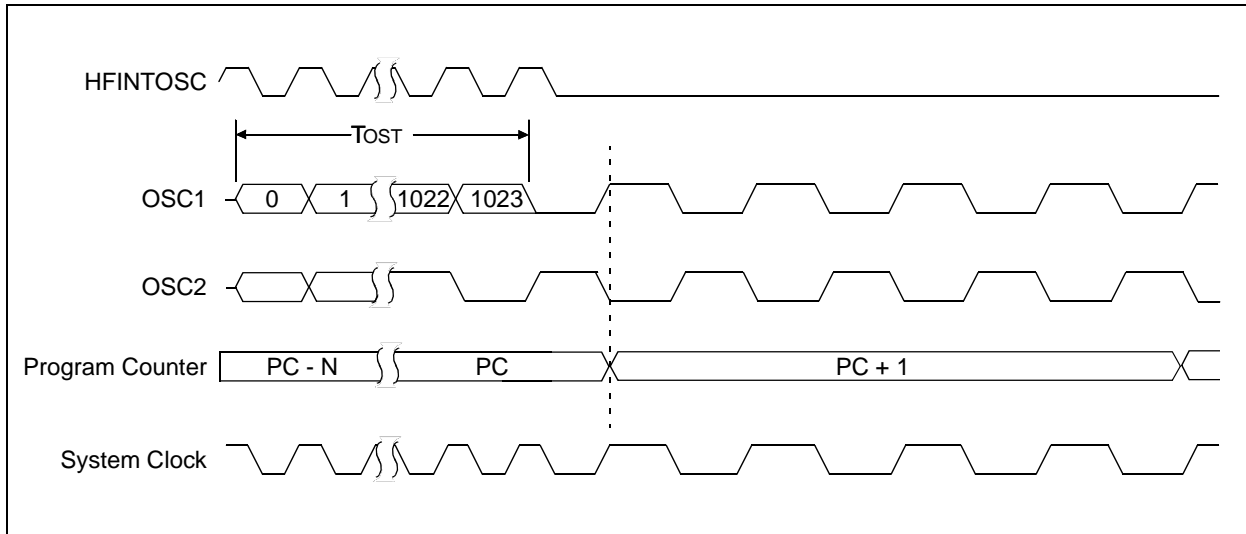 HFINTOSC
TOST
OSC1
0 1 1022 1023
OSC2
Program Counter
PC - N PC PC + 1
System Clock